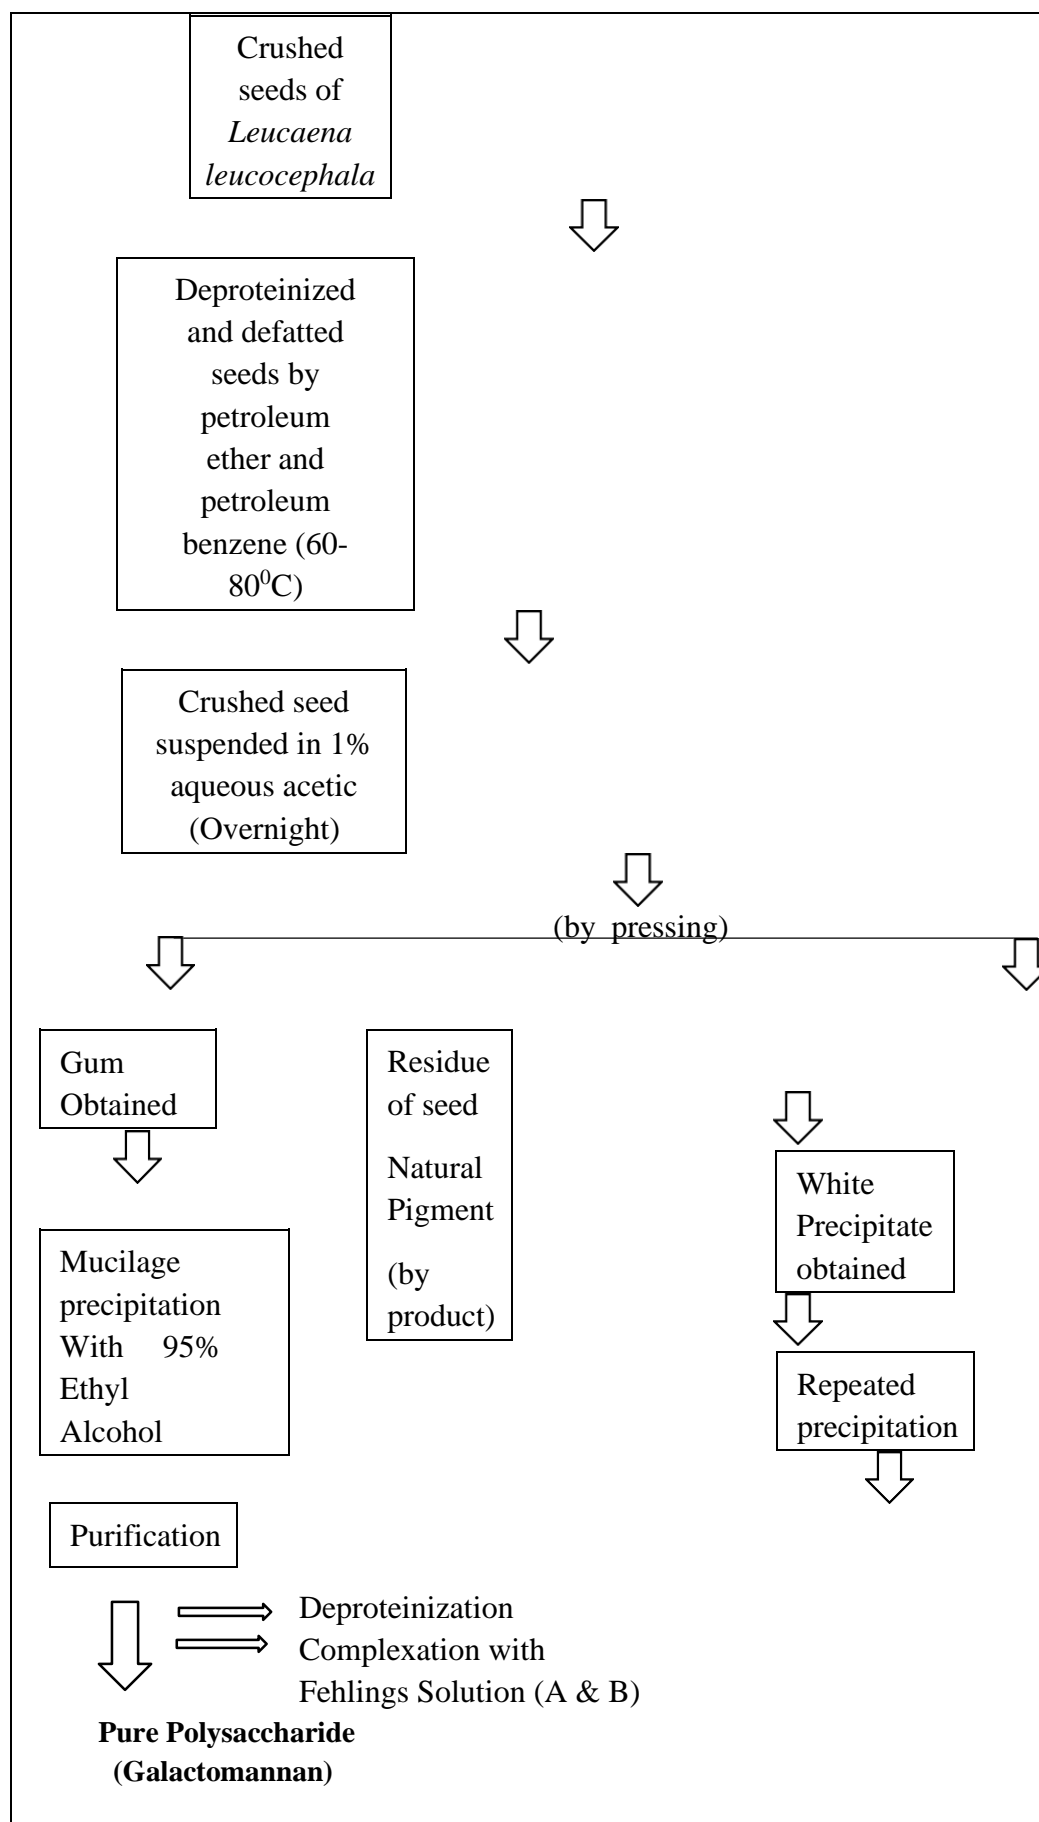 Crushed
seeds of
Leucaena
leucocephala
Deproteinized
and defatted
seeds by
petroleum
ether and
petroleum
benzene (60-
80⁰C)
Crushed seed
suspended in 1%
aqueous acetic
(Overnight)
(by pressing)
Gum
Obtained
Residue
of seed
Natural
Pigment
(by
product)
White
Precipitate
obtained
Mucilage
precipitation
With 95%
Ethyl
Alcohol
Repeated
precipitation
Purification
Deproteinization
Complexation with
Fehlings Solution (A & B)
Pure Polysaccharide
(Galactomannan)